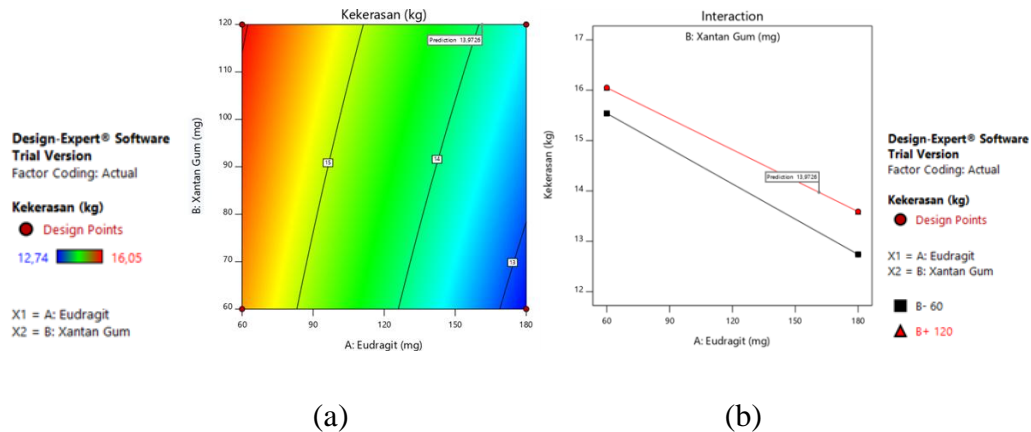 Kekerasan (kg)
Design-Expert® Software
Trial Version
Factor Coding: Actual
Kekerasan (kg)
Design Points
12,74 16,05
X1 = A: Eudragit
X2 = B: Xantan Gum
B: Xantan Gum (mg)
120
110
100
90
80
70
60
Prediction 13,9726
15
14
13
60 90 120 150 180
A: Eudragit (mg)
(a)
Interaction
B: Xantan Gum (mg)
Kekerasan (kg)
17
16
15
14
13
12
Prediction 13,9726
60 90 120 150 180
A: Eudragit (mg)
Design-Expert® Software
Trial Version
Factor Coding: Actual
Kekerasan (kg)
Design Points
X1 = A: Eudragit
X2 = B: Xantan Gum
B- 60
B+ 120
(b)